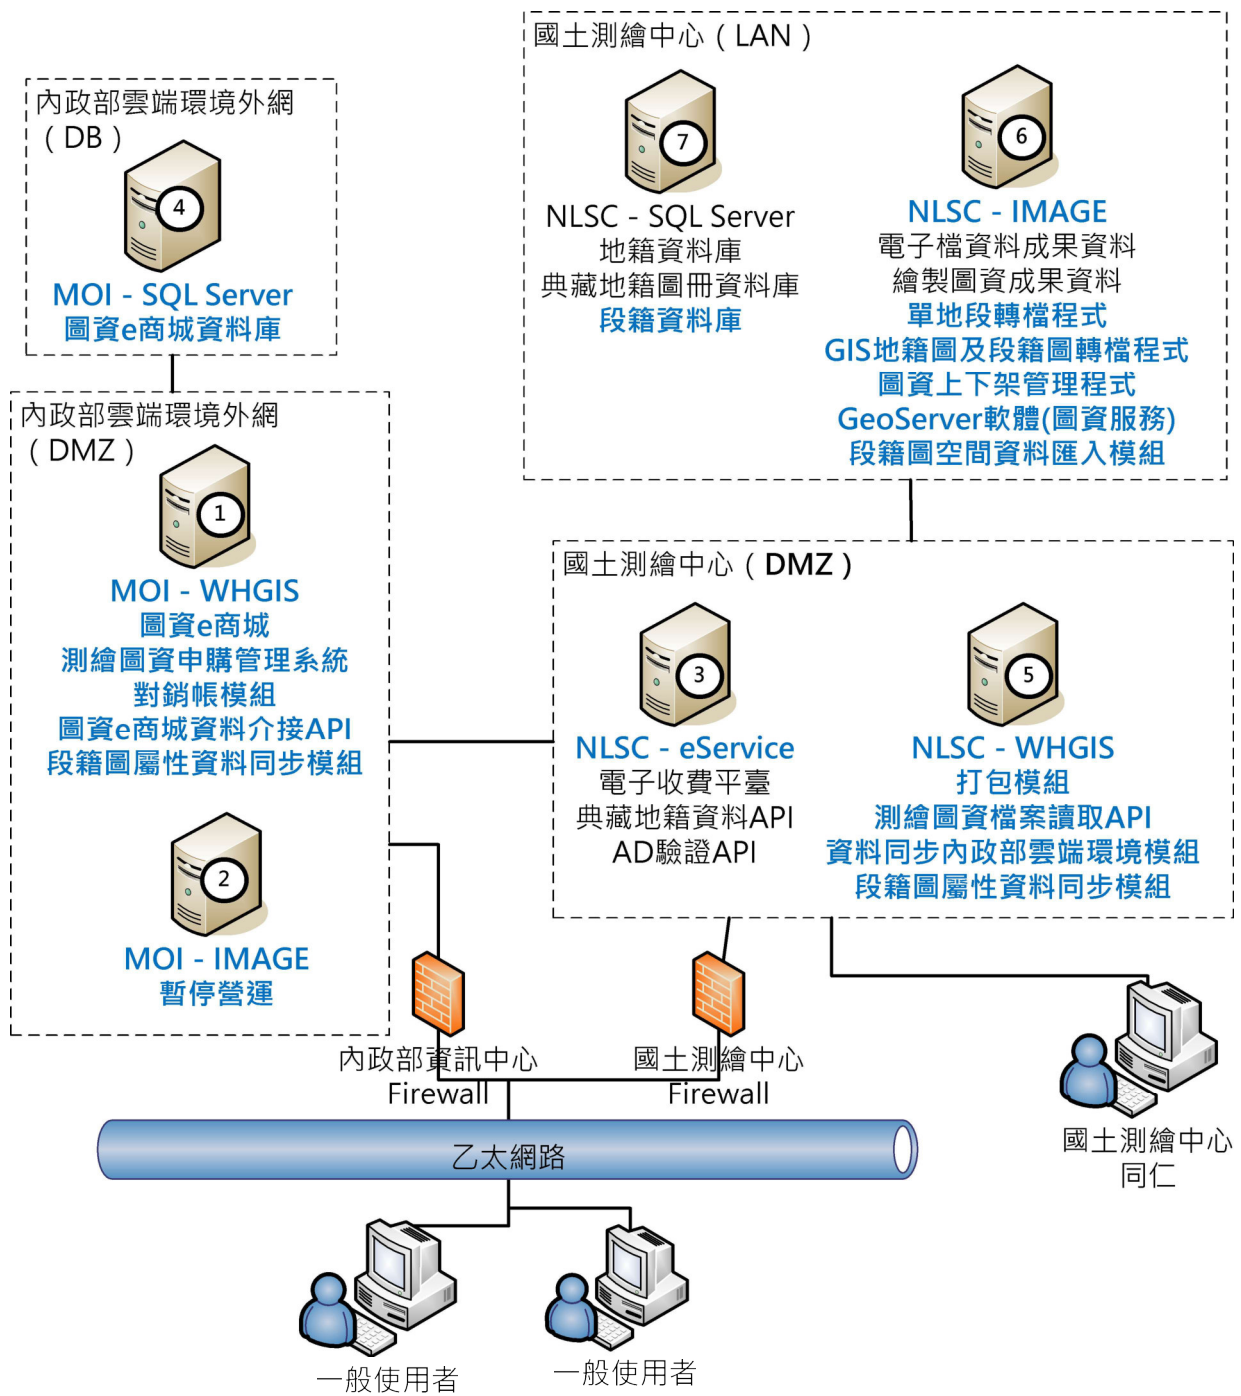 內政部雲端環境外網
（DB）
4
MOI - SQL Server
圖資e商城資料庫
內政部雲端環境外網
（DMZ）
1
MOI - WHGIS
圖資e商城
測繪圖資申購管理系統
對銷帳模組
圖資e商城資料介接API
段籍圖屬性資料同步模組
2
MOI - IMAGE
暫停營運
國土測繪中心（LAN）
7
NLSC - SQL Server
地籍資料庫
典藏地籍圖冊資料庫
段籍資料庫
6
NLSC - IMAGE
電子檔資料成果資料
繪製圖資成果資料
單地段轉檔程式
GIS地籍圖及段籍圖轉檔程式
圖資上下架管理程式
GeoServer軟體(圖資服務)
段籍圖空間資料匯入模組
國土測繪中心（DMZ）
3
NLSC - eService
電子收費平臺
典藏地籍資料API
AD驗證API
5
NLSC - WHGIS
打包模組
測繪圖資檔案讀取API
資料同步內政部雲端環境模組
段籍圖屬性資料同步模組
內政部資訊中心
Firewall
國土測繪中心
Firewall
國土測繪中心
同仁
乙太網路
一般使用者
一般使用者